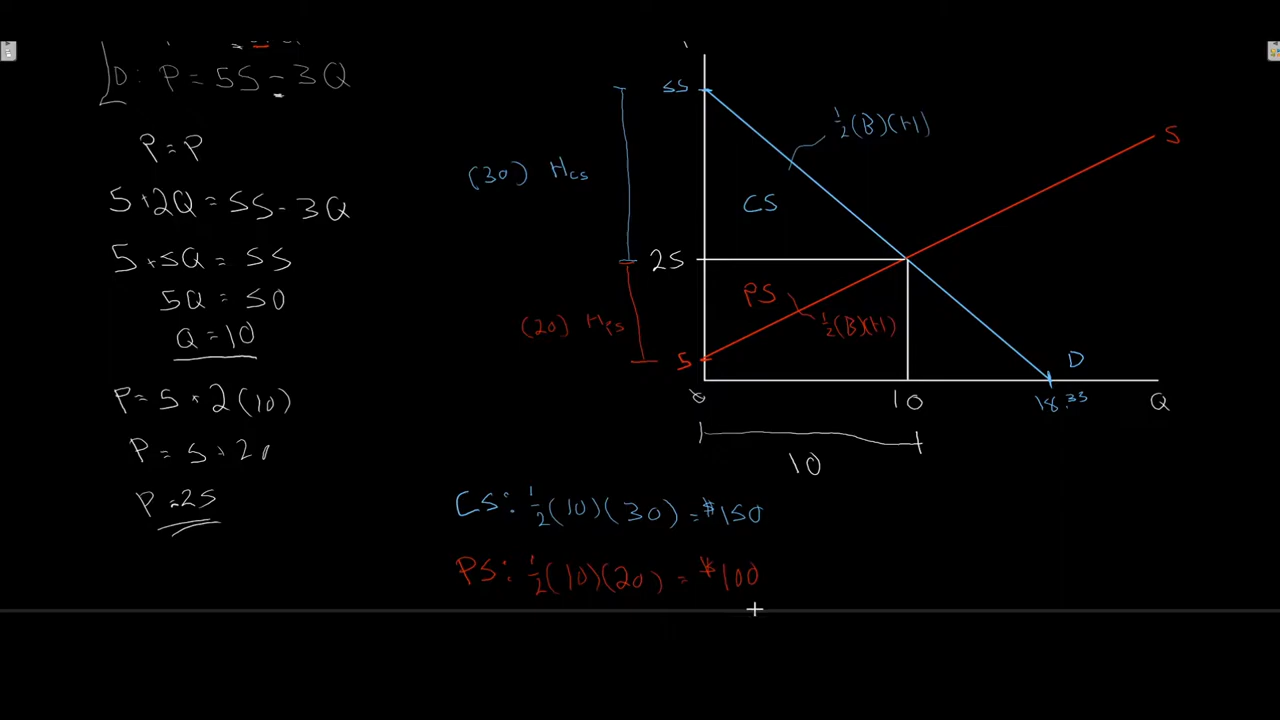 D: P = 55 - 3Q
P = P
5 + 2Q = 55 - 3Q
5 + 5Q = 55
5Q = 50
Q = 10
P = 5 + 2(10)
P = 5 + 20
P = 25
55
½(B)(H)
S
(30) H_CS
CS
25
PS
(20) H_PS
½(B)(H)
5
D
0
10
18.33
Q
10
CS: ½(10)(30) = $150
PS: ½(10)(20) = $100